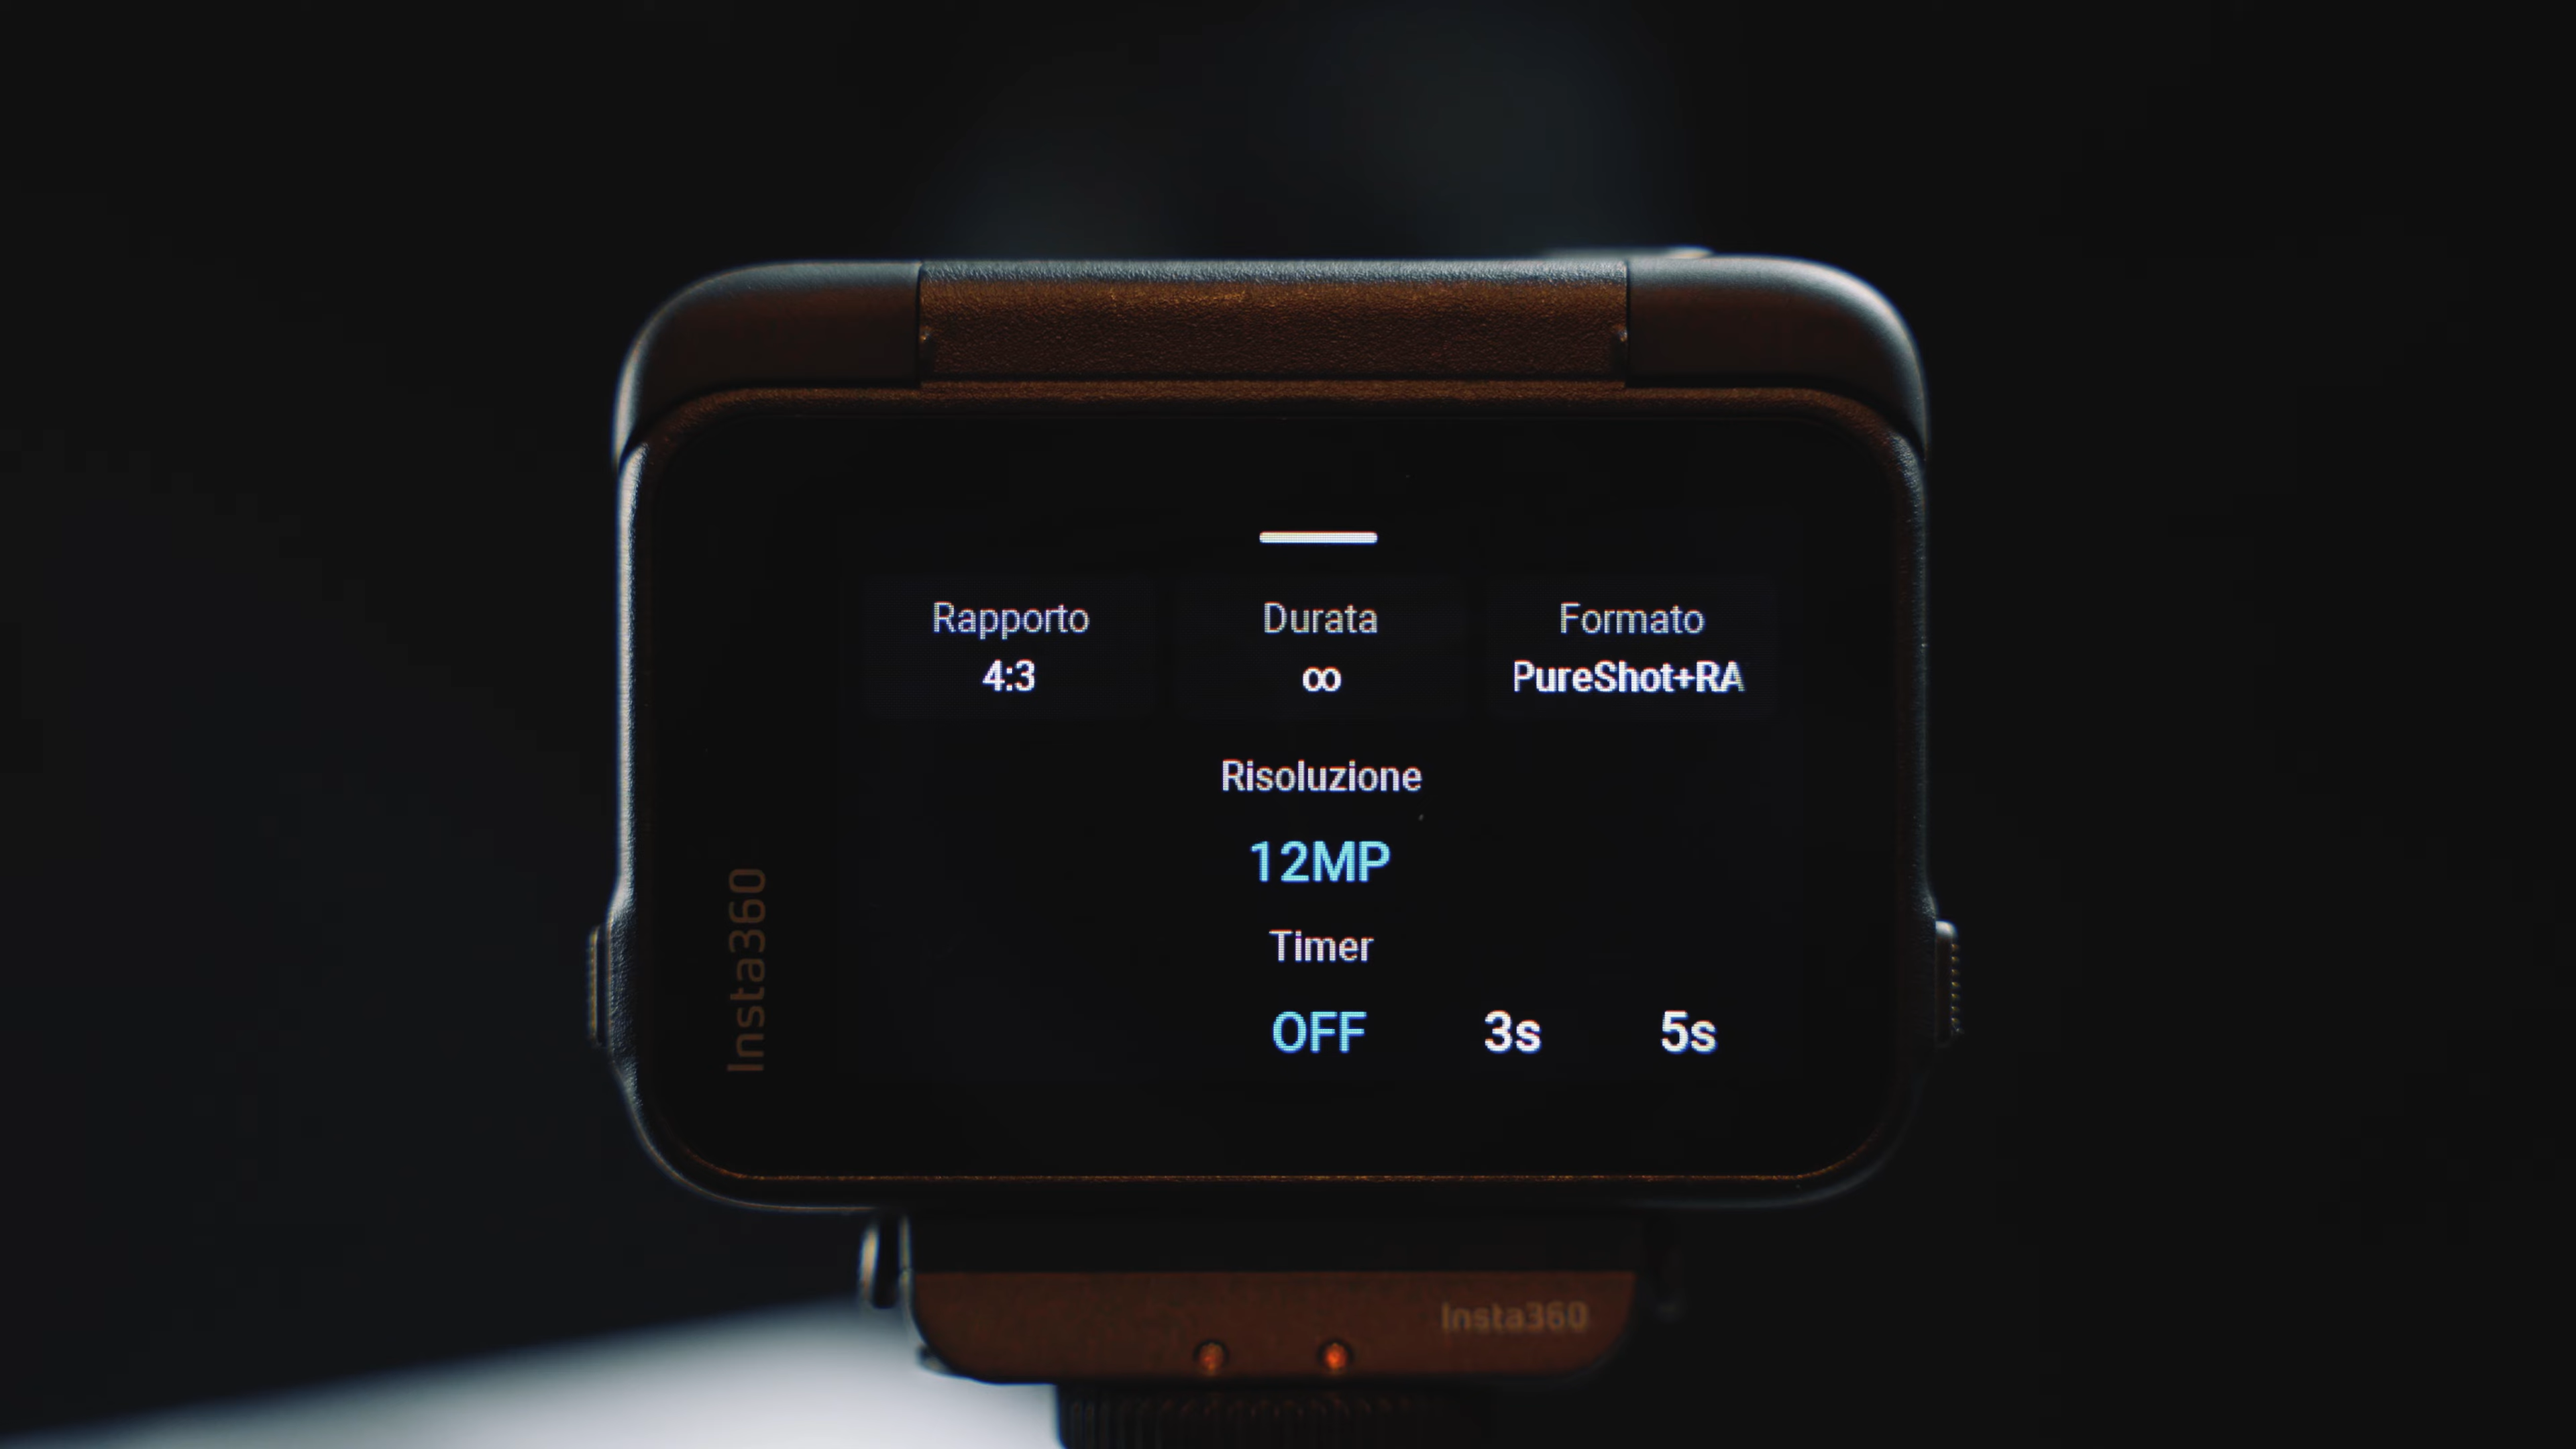 Rapporto
4:3
Durata
∞
Formato
PureShot+RA
Risoluzione
12MP
Timer
OFF 3s 5s
Insta360
Insta360